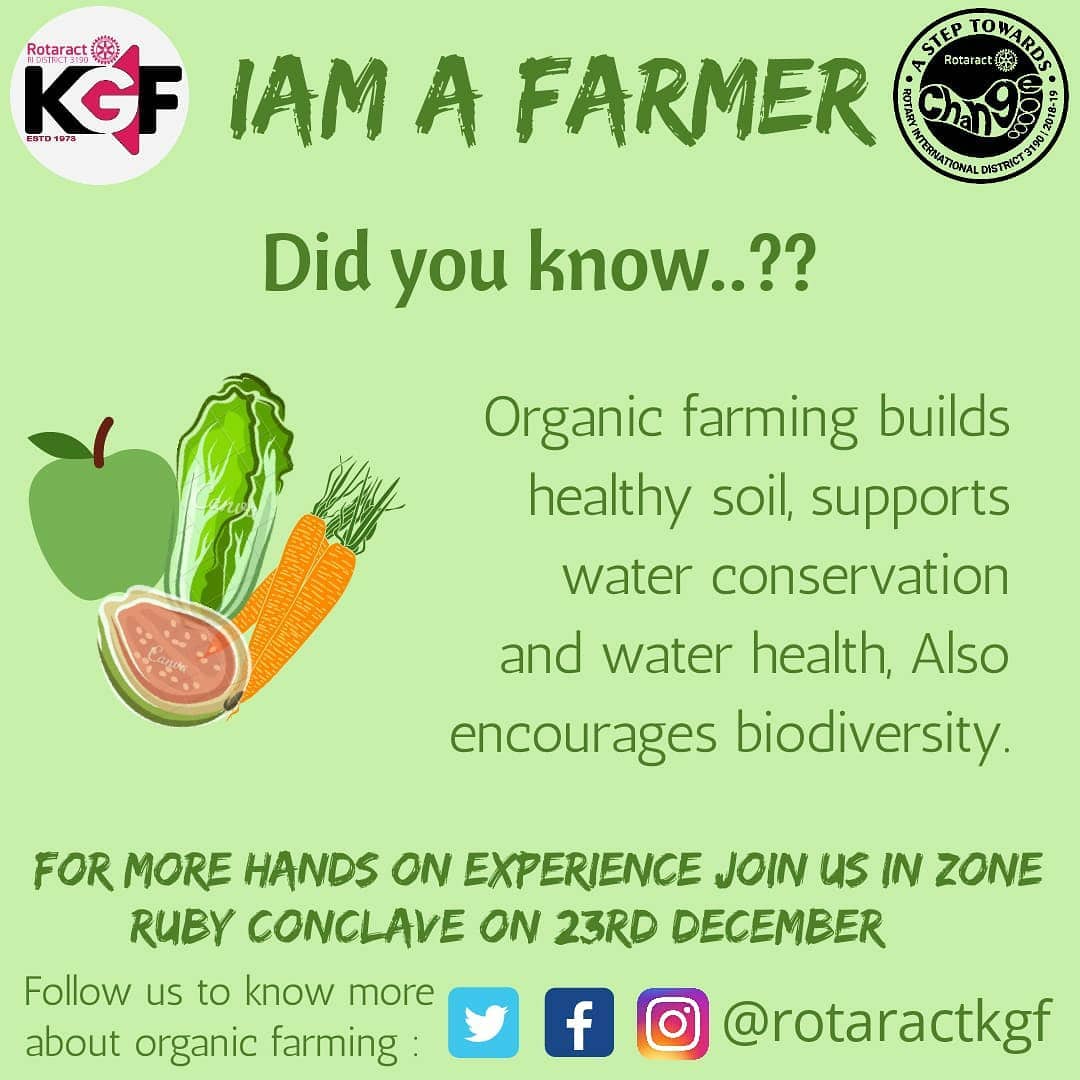 Rotaract
RI DISTRICT 3190
KGF
ESTD 1978
IAM A FARMER
A STEP TOWARDS
Rotaract
Change
ROTARY INTERNATIONAL DISTRICT 3190 | 2018-19
Did you know..??
Organic farming builds
healthy soil, supports
water conservation
and water health, Also
encourages biodiversity.
Canva
Canva
FOR MORE HANDS ON EXPERIENCE JOIN US IN ZONE
RUBY CONCLAVE ON 23RD DECEMBER
Follow us to know more
about organic farming :
@rotaractkgf